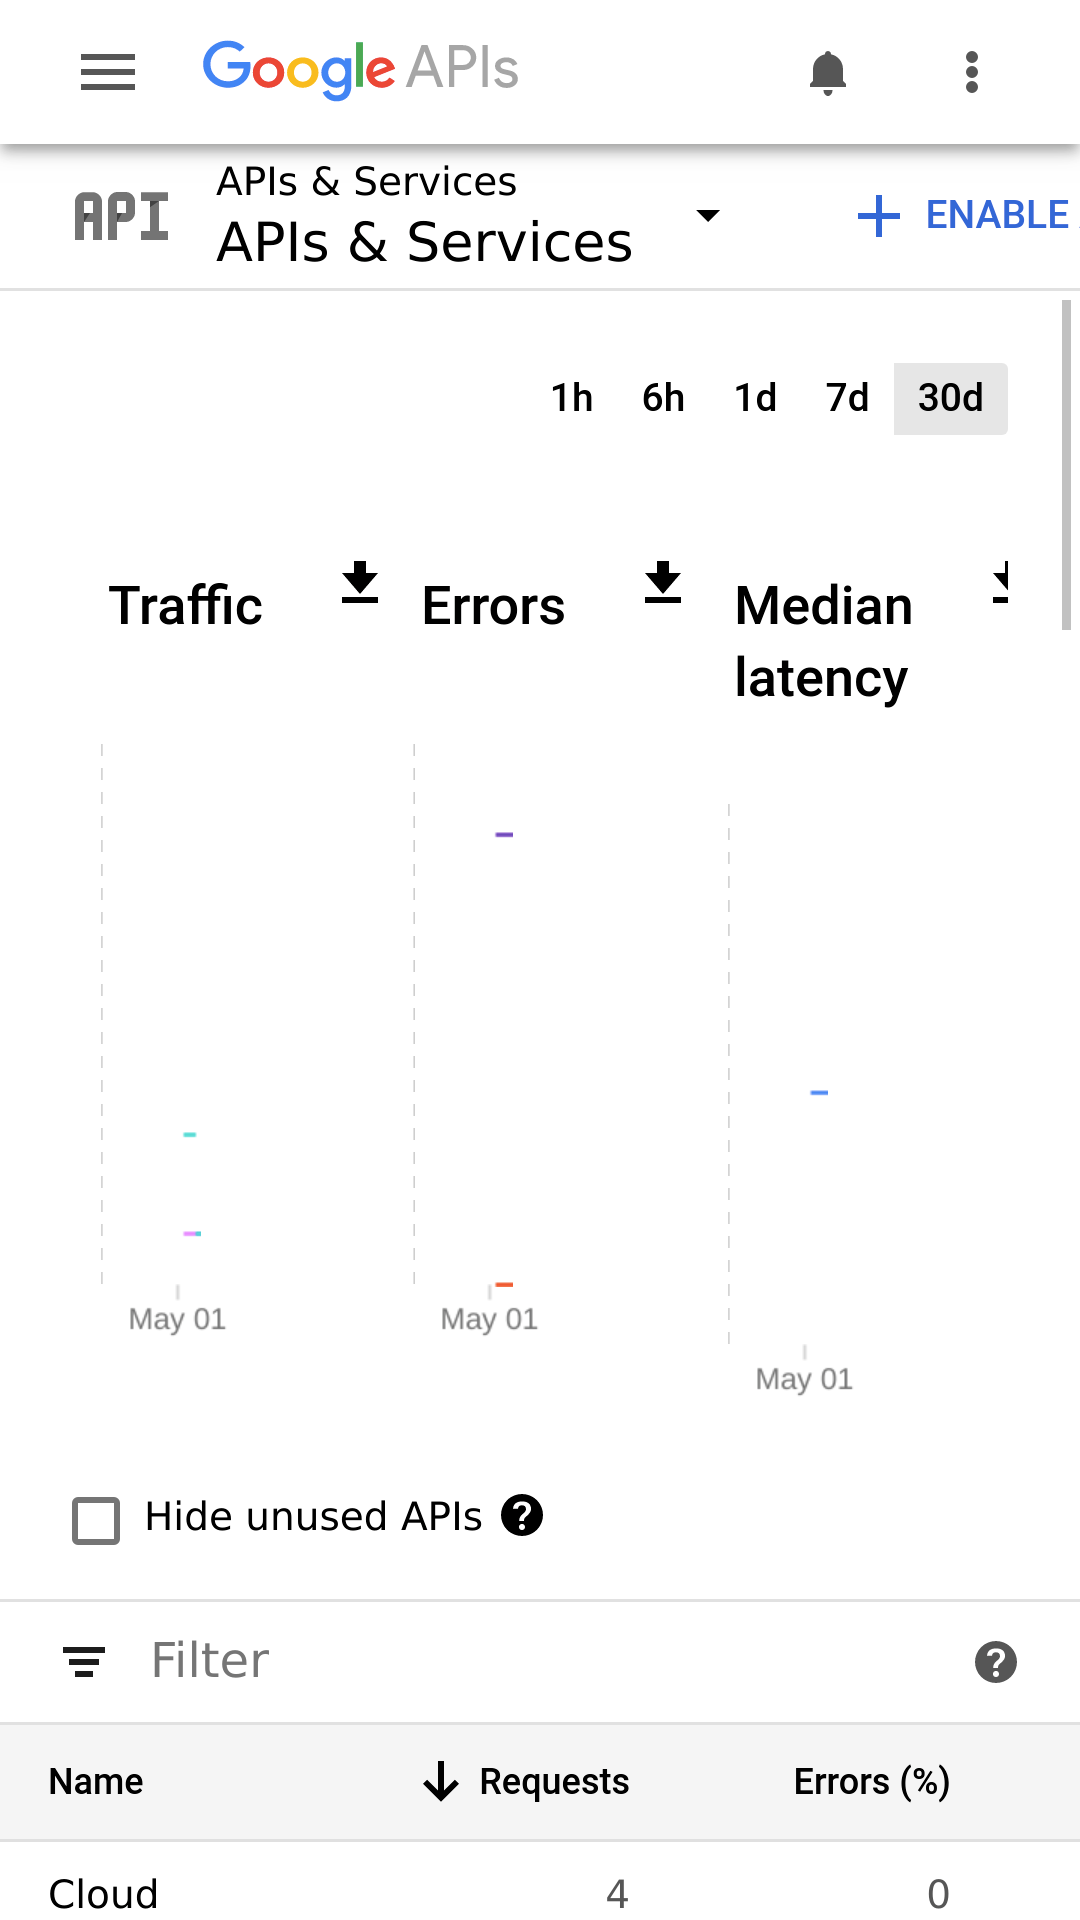 Google APIs
API
APIs & Services
APIs & Services
ENABLE
1h 6h 1d 7d 30d
Traffic Errors Median
latency
May 01 May 01
May 01
Hide unused APIs
Filter
Name Requests Errors (%)
Cloud 4 0